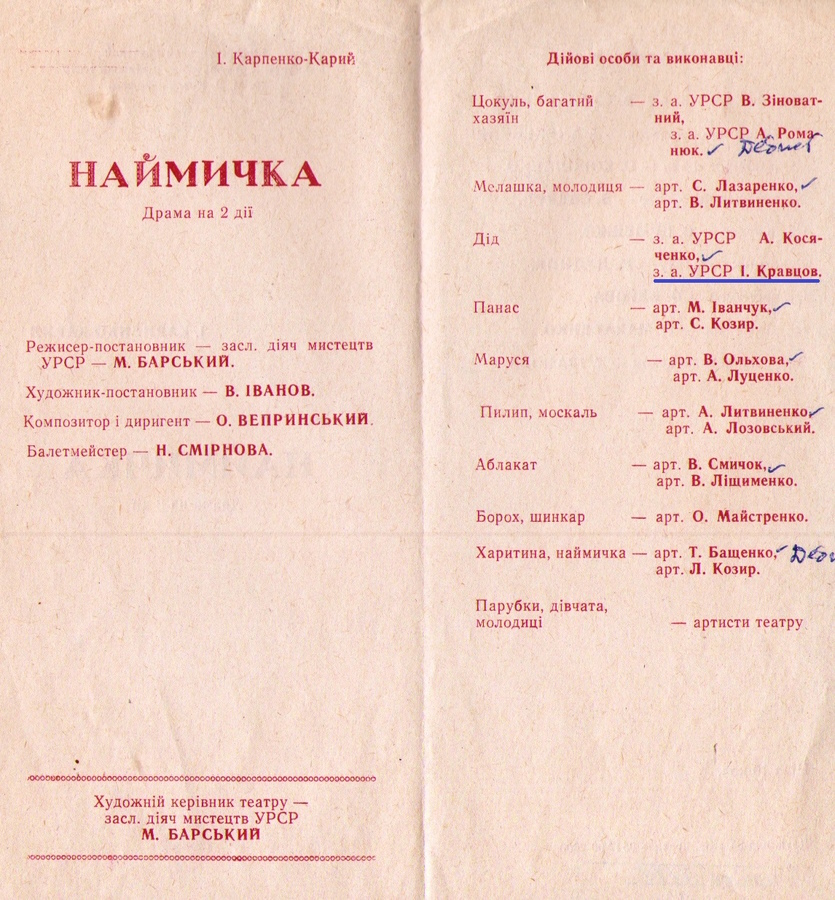 І. Карпенко-Карий
НАЙМИЧКА
Драма на 2 дії
Режисер-постановник — засл. діяч мистецтв
УРСР — М. БАРСЬКИЙ.
Художник-постановник — В. ІВАНОВ.
Композитор і диригент — О. ВЕПРИНСЬКИЙ.
Балетмейстер — Н. СМІРНОВА.
Художній керівник театру —
засл. діяч мистецтв УРСР
М. БАРСЬКИЙ
Дійові особи та виконавці:
Цокуль, багатий — з. а. УРСР В. Зіноват-
хазяїн ний,
з. а. УРСР А. Рома-
нюк.
Мелашка, молодиця — арт. С. Лазаренко,
арт. В. Литвиненко.
Дід — з. а. УРСР А. Кося-
ченко,
з. а. УРСР І. Кравцов.
Панас — арт. М. Іванчук,
арт. С. Козир.
Маруся — арт. В. Ольхова,
арт. А. Луценко.
Пилип, москаль — арт. А. Литвиненко,
арт. А. Лозовський.
Аблакат — арт. В. Смичок,
арт. В. Ліщименко.
Борох, шинкар — арт. О. Майстренко.
Харитина, наймичка — арт. Т. Бащенко,
арт. Л. Козир.
Парубки, дівчата,
молодиці — артисти театру